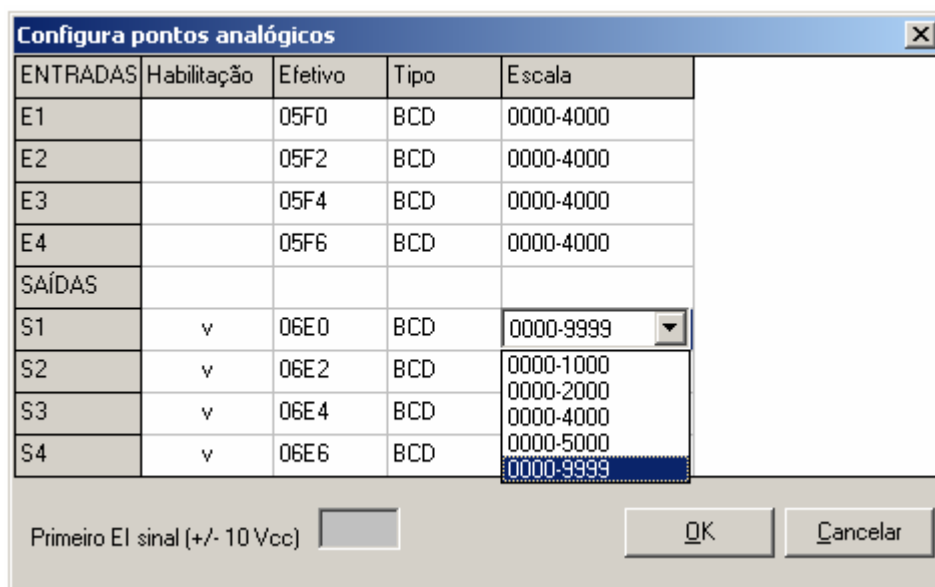 Configura pontos analógicos
ENTRADAS Habilitação Efetivo Tipo Escala
E1 05F0 BCD 0000-4000
E2 05F2 BCD 0000-4000
E3 05F4 BCD 0000-4000
E4 05F6 BCD 0000-4000
SAÍDAS
S1 v 06E0 BCD 0000-9999
S2 v 06E2 BCD 0000-1000
0000-2000
S3 v 06E4 BCD 0000-4000
0000-5000
S4 v 06E6 BCD 0000-9999
Primeiro EI sinal (+/- 10 Vcc) OK Cancelar